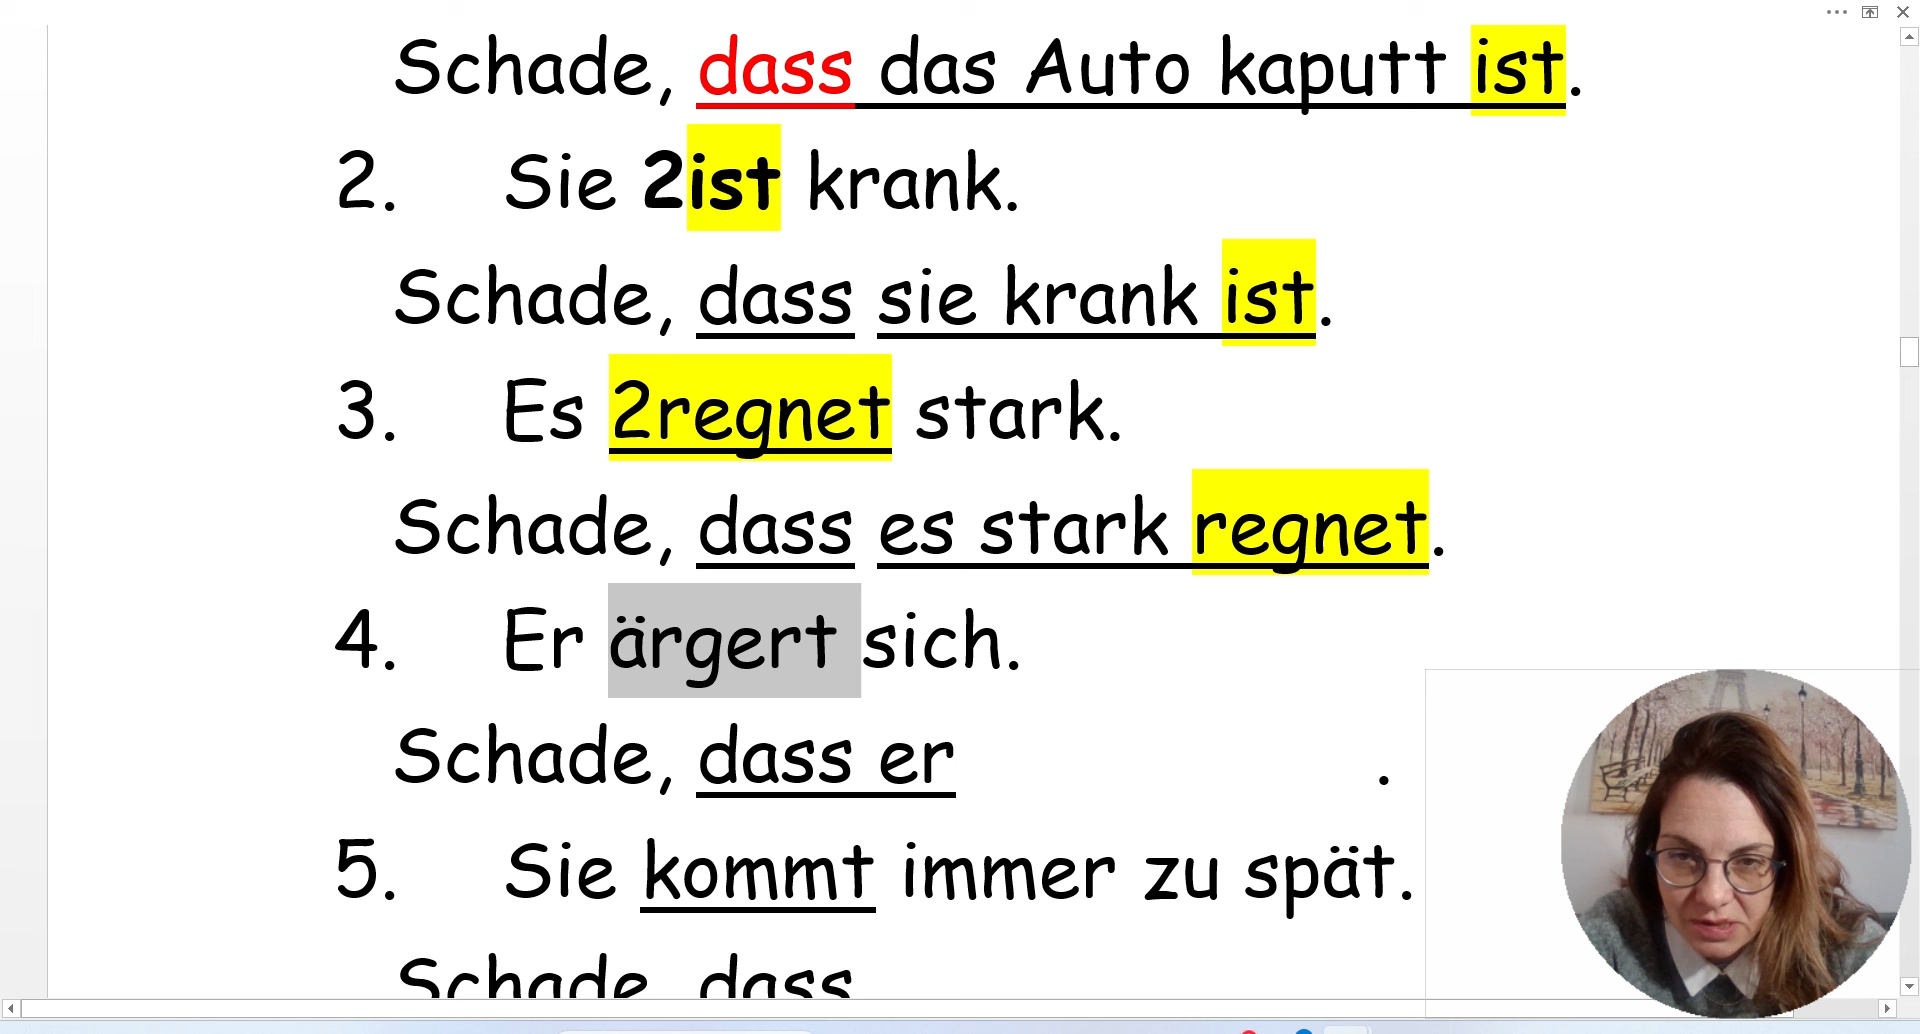 Schade, dass das Auto kaputt ist.
2. Sie 2ist krank.
Schade, dass sie krank ist.
3. Es 2regnet stark.
Schade, dass es stark regnet.
4. Er ärgert sich.
Schade, dass er .
5. Sie kommt immer zu spät.
Schade, dass